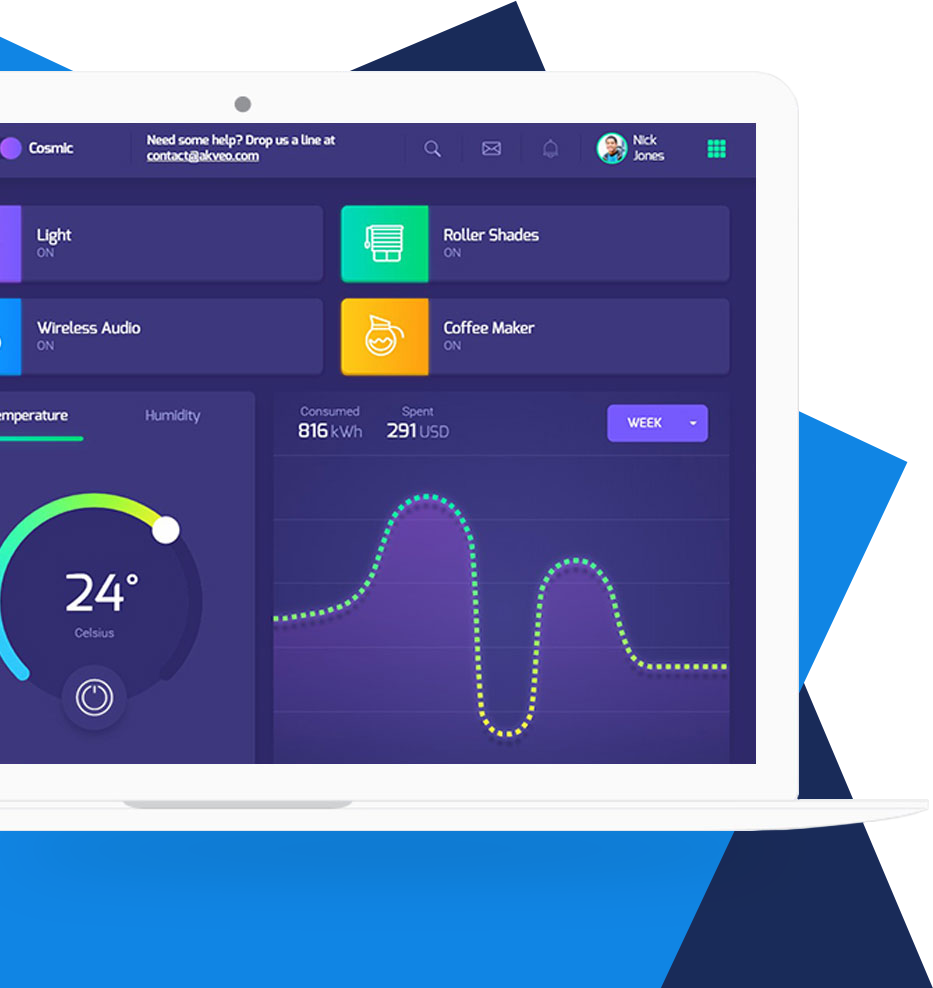 Cosmic
Need some help? Drop us a line at
contact@akveo.com
Nick
Jones
Light
ON
Roller Shades
ON
Wireless Audio
ON
Coffee Maker
ON
emperature
Humidity
Consumed
816 kWh
Spent
291 USD
WEEK
24°
Celsius